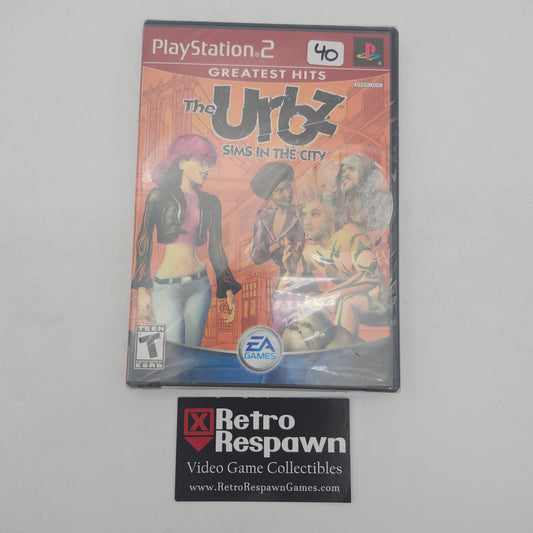 PlayStation 2
40
GREATEST HITS
The Urbz
SIMS IN THE CITY
TEEN
T
ESRB
EA
GAMES
Retro
Respawn
Video Game Collectibles
www.RetroRespawnGames.com